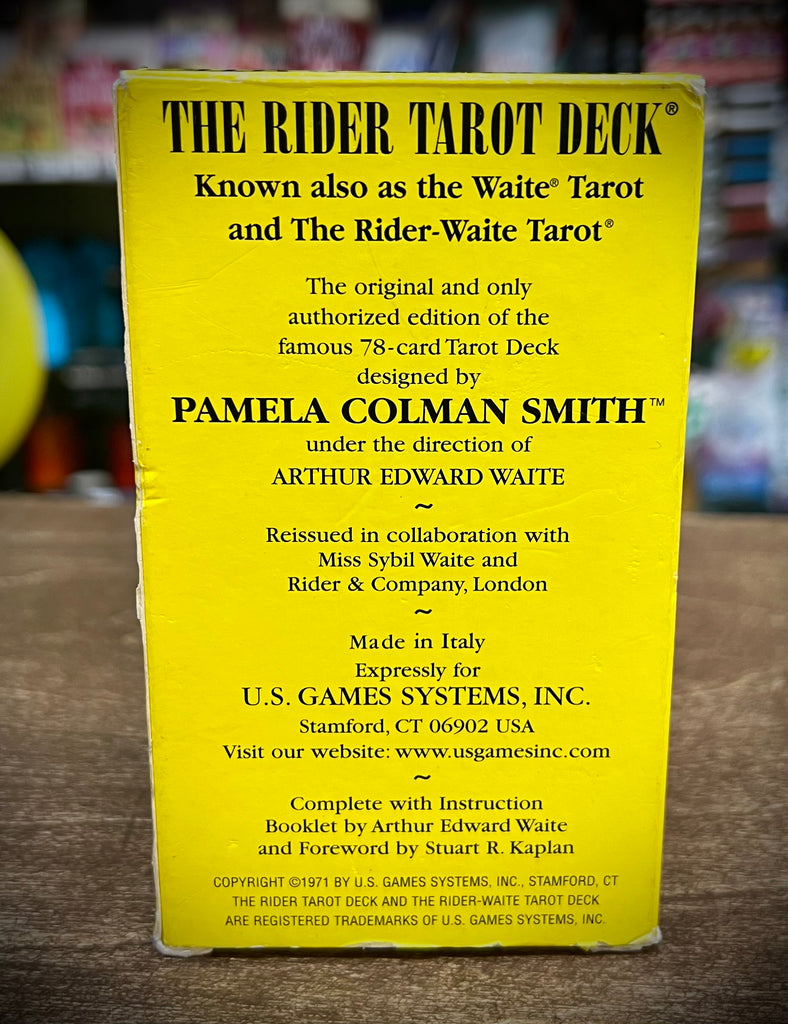 THE RIDER TAROT DECK®
Known also as the Waite® Tarot
and The Rider-Waite Tarot®
The original and only
authorized edition of the
famous 78-card Tarot Deck
designed by
PAMELA COLMAN SMITH™
under the direction of
ARTHUR EDWARD WAITE
~
Reissued in collaboration with
Miss Sybil Waite and
Rider & Company, London
~
Made in Italy
Expressly for
U.S. GAMES SYSTEMS, INC.
Stamford, CT 06902 USA
Visit our website: www.usgamesinc.com
~
Complete with Instruction
Booklet by Arthur Edward Waite
and Foreword by Stuart R. Kaplan
COPYRIGHT ©1971 BY U.S. GAMES SYSTEMS, INC., STAMFORD, CT
THE RIDER TAROT DECK AND THE RIDER-WAITE TAROT DECK
ARE REGISTERED TRADEMARKS OF U.S. GAMES SYSTEMS, INC.